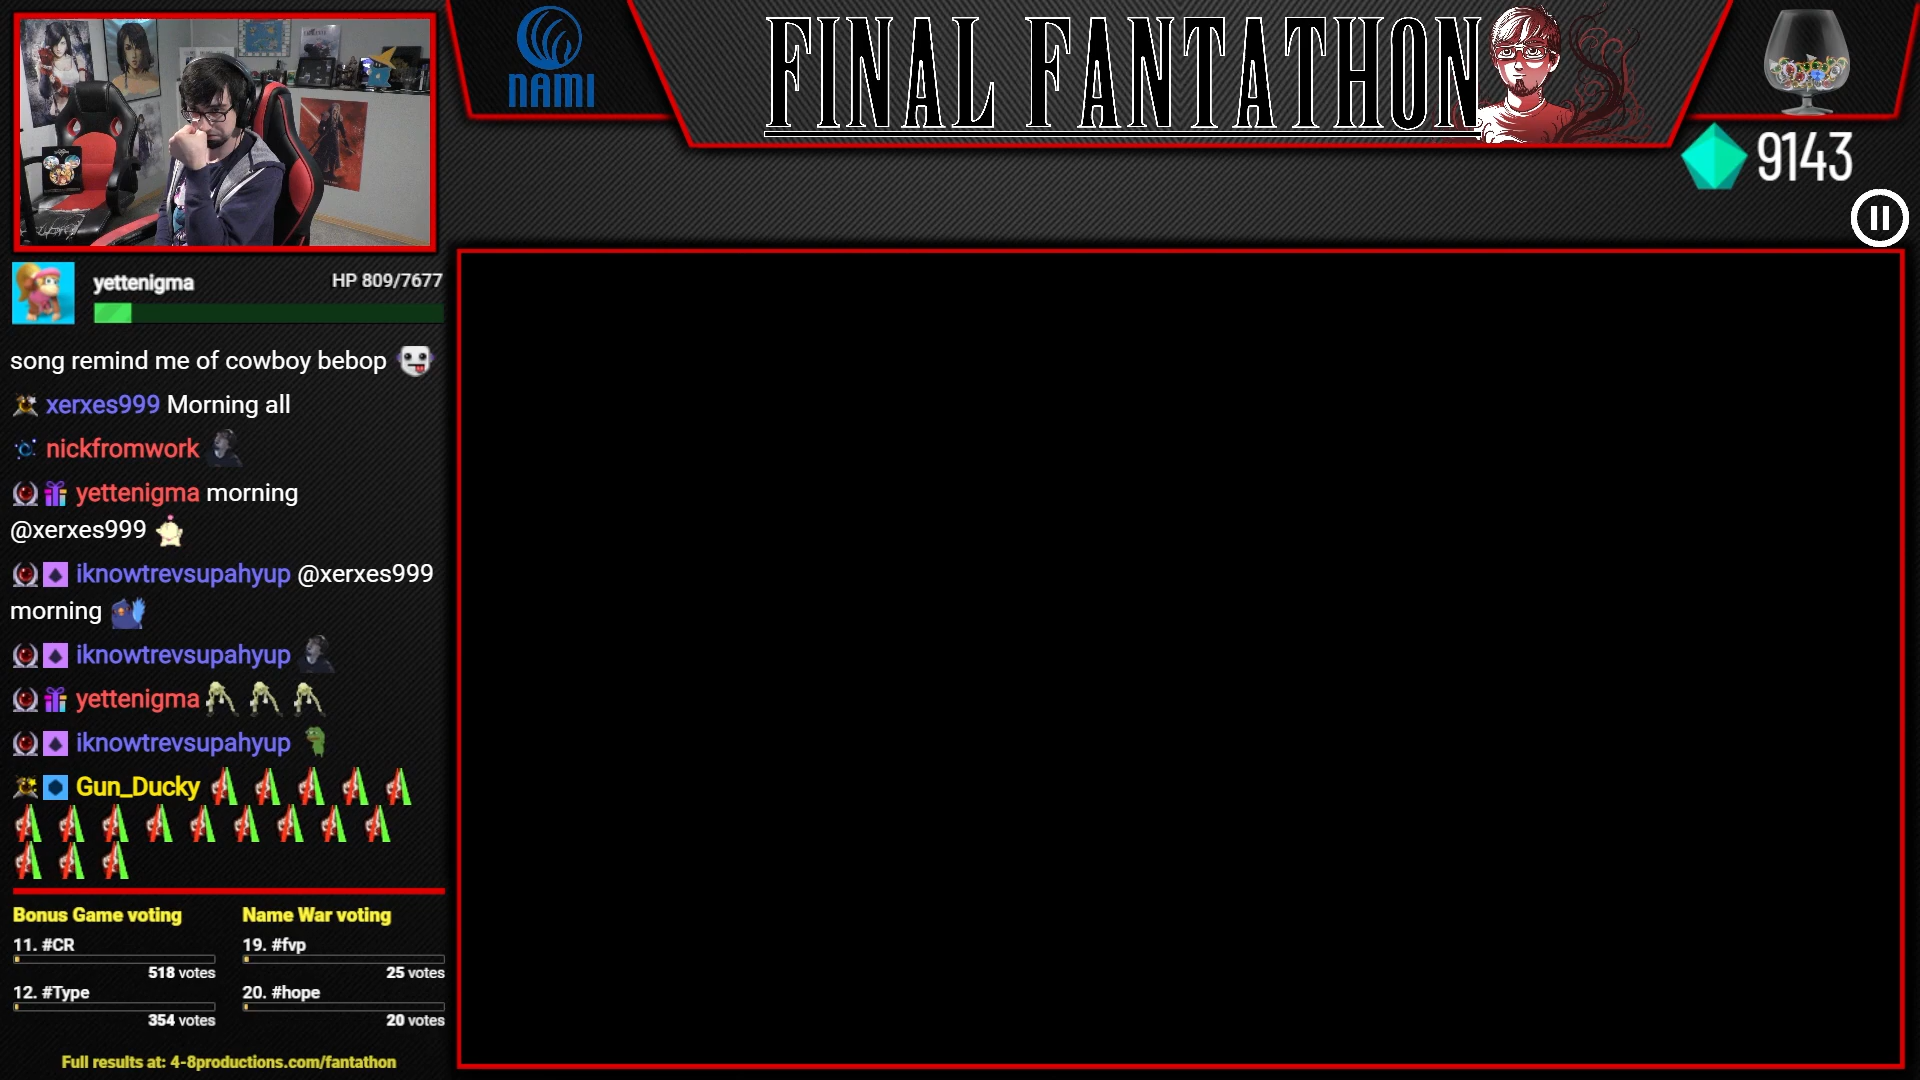 NAMI
FINAL FANTATHON
9143
yettenigma HP 809/7677
song remind me of cowboy bebop
xerxes999 Morning all
nickfromwork
yettenigma morning
@xerxes999
iknowtrevsupahyup @xerxes999
morning
iknowtrevsupahyup
yettenigma
iknowtrevsupahyup
Gun_Ducky
Bonus Game voting
11. #CR
518 votes
12. #Type
354 votes
Name War voting
19. #fvp
25 votes
20. #hope
20 votes
Full results at: 4-8productions.com/fantathon